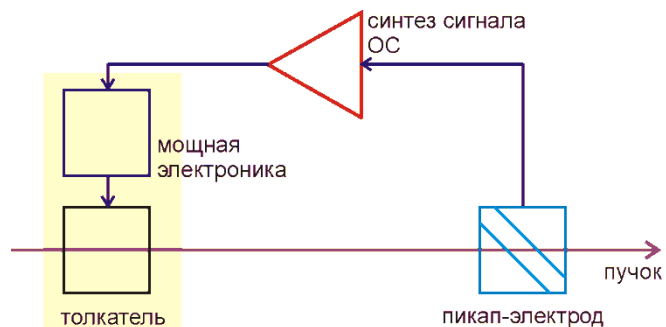 синтез сигнала
ОС
мощная
электроника
пучок
толкатель
пикап-электрод